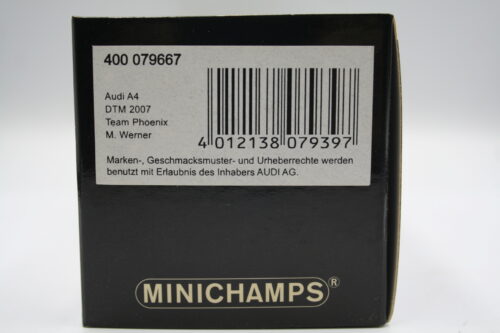 400 079667
Audi A4
DTM 2007
Team Phoenix
M. Werner
4 012138 079397
Marken-, Geschmacksmuster- und Urheberrechte werden
benutzt mit Erlaubnis des Inhabers AUDI AG.
MINICHAMPS®